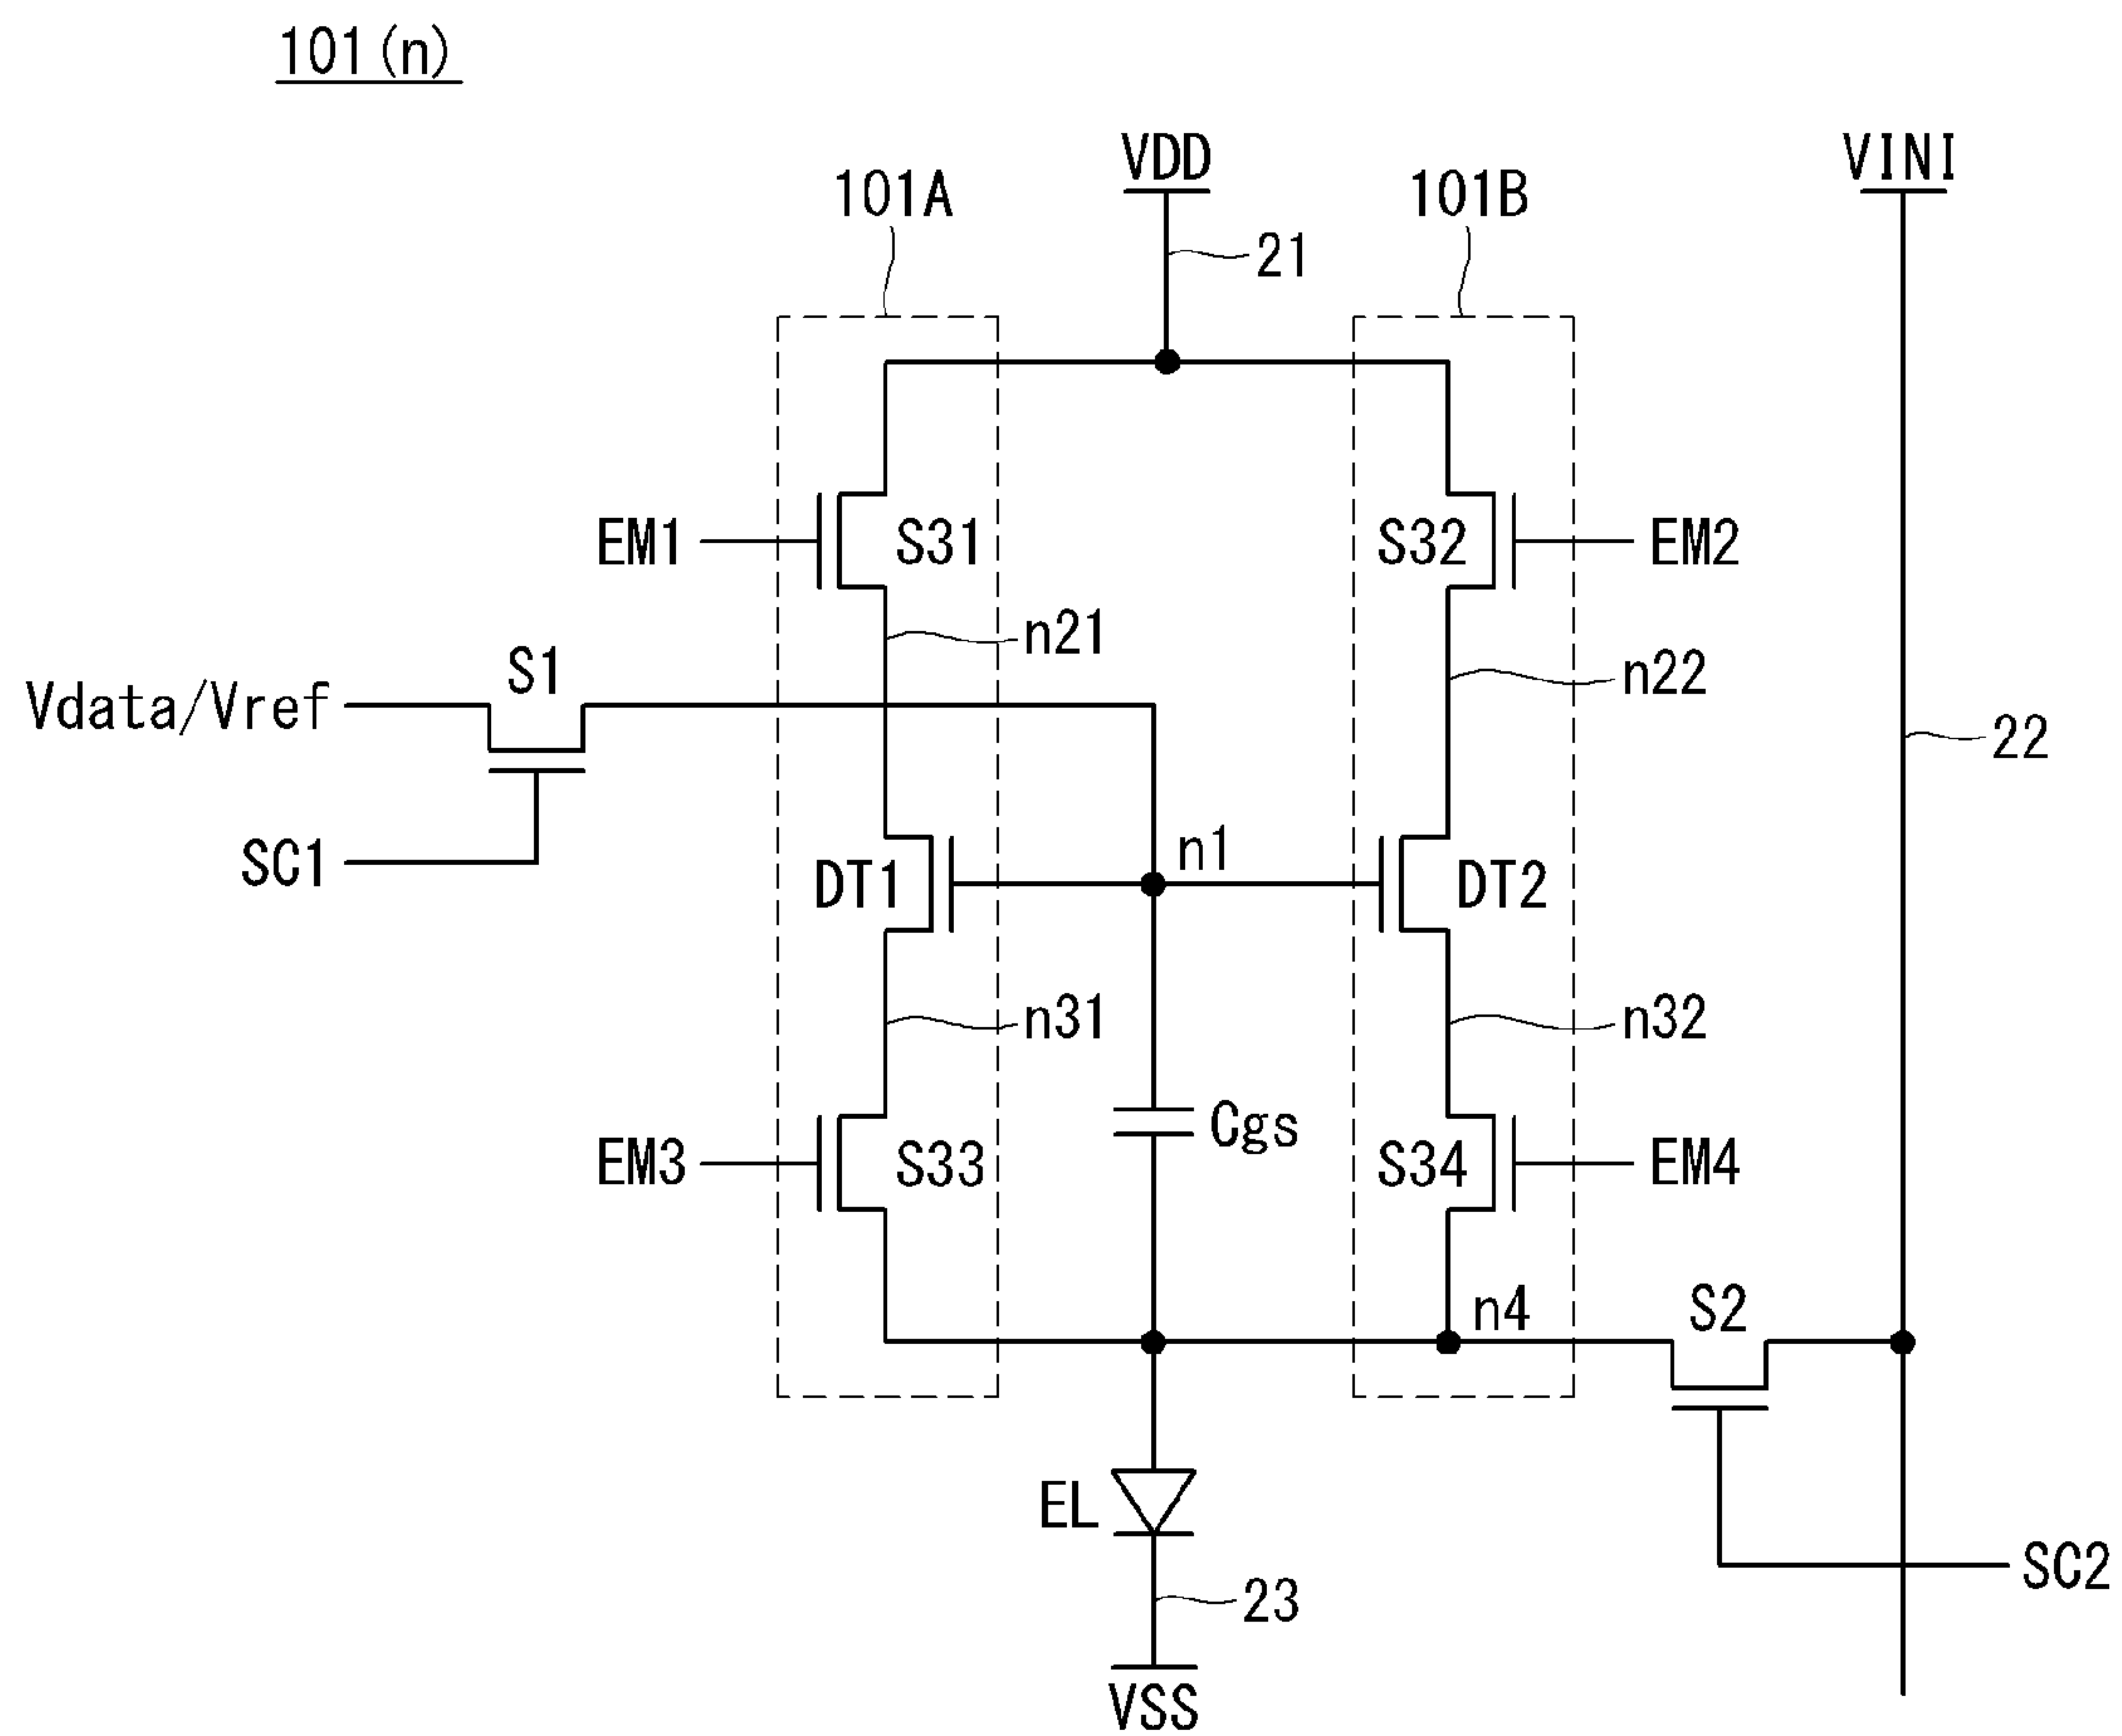 101(n)
VDD
VINI
101A
101B
21
EM1
S31
S32
EM2
n21
S1
n22
Vdata/Vref
22
n1
SC1
DT1
DT2
n31
n32
Cgs
EM3
S33
S34
EM4
n4
S2
EL
SC2
23
VSS